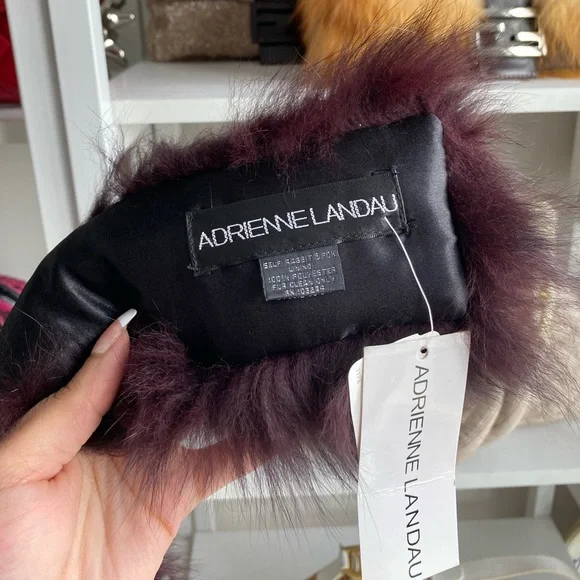 ADRIENNE LANDAU
SELF: RABBIT & FOX
LINING
100% POLYESTER
FUR CLEAN ONLY
ADRIENNE LANDAU